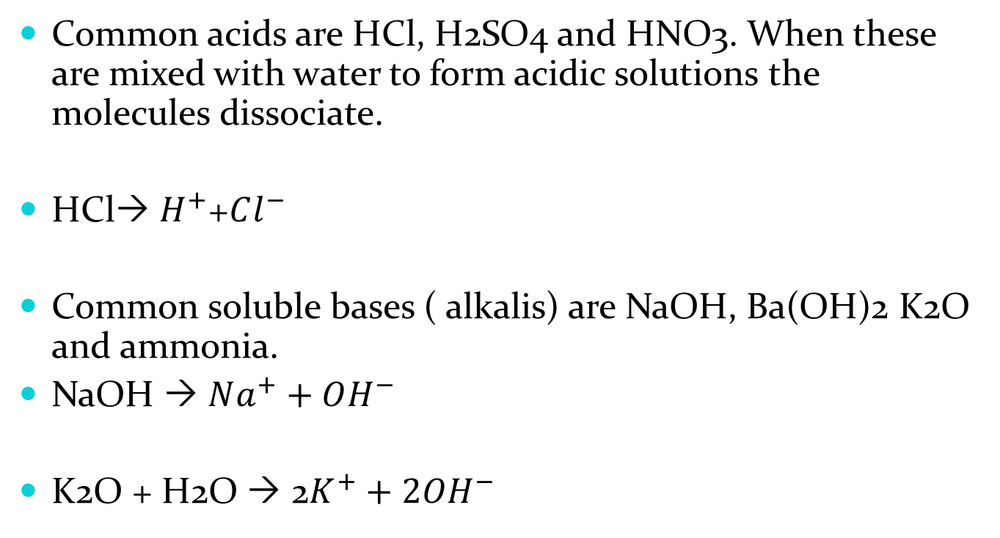 • Common acids are HCl, H2SO4 and HNO3. When these
are mixed with water to form acidic solutions the
molecules dissociate.
• HCl→ H⁺+Cl⁻
• Common soluble bases ( alkalis) are NaOH, Ba(OH)2 K2O
and ammonia.
• NaOH → Na⁺ + OH⁻
• K2O + H2O → 2K⁺ + 2OH⁻